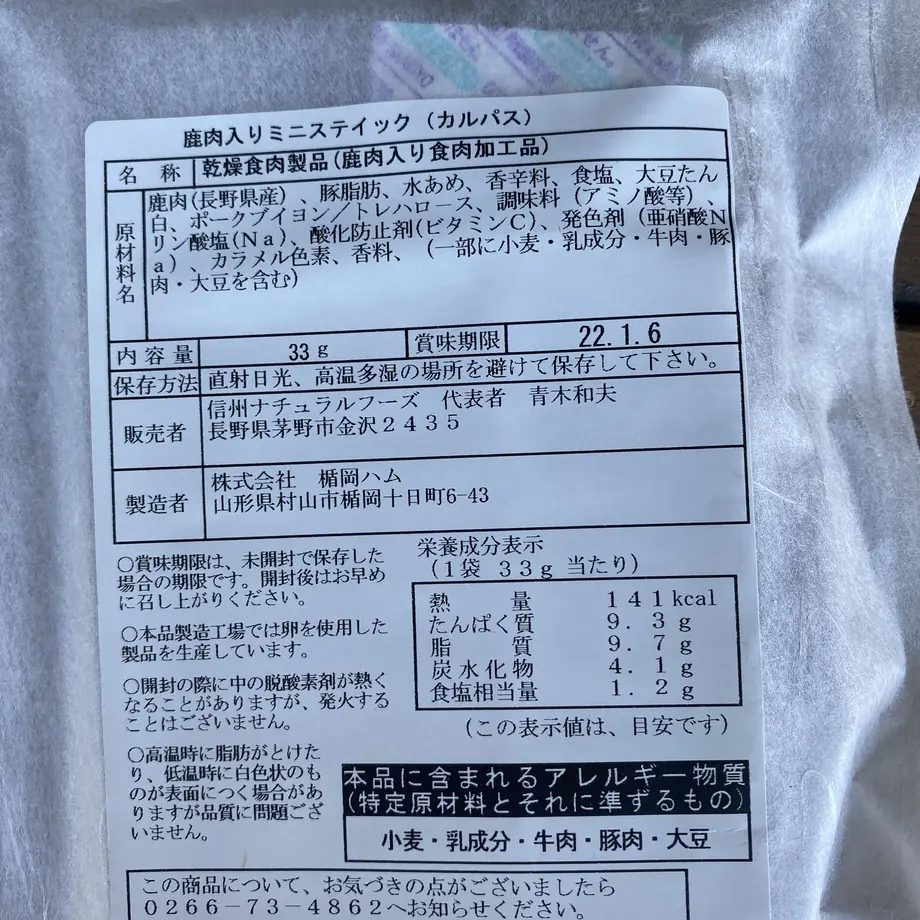 鹿肉入りミニスティック（カルパス）
名 称 乾燥食肉製品(鹿肉入り食肉加工品)
原材料名
鹿肉(長野県産)、豚脂肪、水あめ、香辛料、食塩、大豆たん
白、ポークブイヨン／トレハロース、調味料（アミノ酸等）、
リン酸塩(Na)、酸化防止剤(ビタミンC)、発色剤（亜硝酸N
a）、カラメル色素、香料、（一部に小麦・乳成分・牛肉・豚
肉・大豆を含む）
内容量 33g 賞味期限 22.1.6
保存方法 直射日光、高温多湿の場所を避けて保存して下さい。
販売者
信州ナチュラルフーズ 代表者 青木和夫
長野県茅野市金沢2435
製造者
株式会社 楯岡ハム
山形県村山市楯岡十日町6-43
○賞味期限は、未開封で保存した
場合の期限です。開封後はお早め
に召し上がりください。
○本品製造工場では卵を使用した
製品を生産しています。
○開封の際に中の脱酸素剤が熱く
なることがありますが、発火する
ことはございません。
○高温時に脂肪がとけた
り、低温時に白色状のも
のが表面につく場合があ
りますが品質に問題ござ
いません。
栄養成分表示
(1袋 33g 当たり)
熱 量 141kcal
たんぱく質 9.3g
脂 質 9.7g
炭水化物 4.1g
食塩相当量 1.2g
(この表示値は、目安です)
本品に含まれるアレルギー物質
(特定原材料とそれに準ずるもの)
小麦・乳成分・牛肉・豚肉・大豆
この商品について、お気づきの点がございましたら
0266-73-4862へお知らせください。